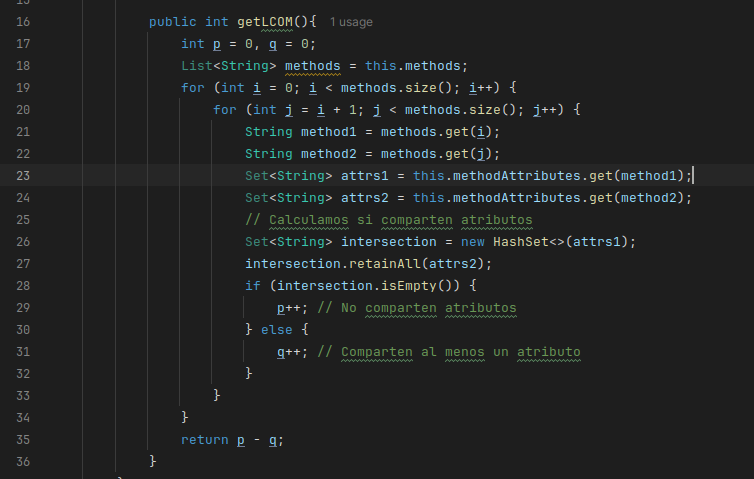 16 public int getLCOM(){ 1 usage
17 int p = 0, q = 0;
18 List<String> methods = this.methods;
19 for (int i = 0; i < methods.size(); i++) {
20 for (int j = i + 1; j < methods.size(); j++) {
21 String method1 = methods.get(i);
22 String method2 = methods.get(j);
23 Set<String> attrs1 = this.methodAttributes.get(method1);
24 Set<String> attrs2 = this.methodAttributes.get(method2);
25 // Calculamos si comparten atributos
26 Set<String> intersection = new HashSet<>(attrs1);
27 intersection.retainAll(attrs2);
28 if (intersection.isEmpty()) {
29 p++; // No comparten atributos
30 } else {
31 q++; // Comparten al menos un atributo
32 }
33 }
34 }
35 return p - q;
36 }